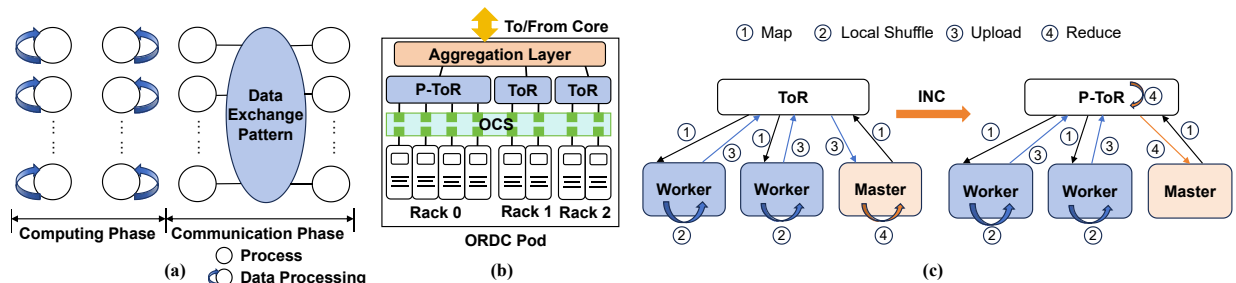 Data
Exchange
Pattern
Computing Phase
Communication Phase
Process
Data Processing
(a)
To/From Core
Aggregation Layer
P-ToR
ToR
ToR
OCS
Rack 0
Rack 1
Rack 2
ORDC Pod
(b)
① Map
② Local Shuffle
③ Upload
④ Reduce
ToR
①
③
①
③
③
①
Worker
Worker
Master
②
②
④
INC
P-ToR
④
①
③
①
③
④
①
Worker
Worker
Master
②
②
(c)